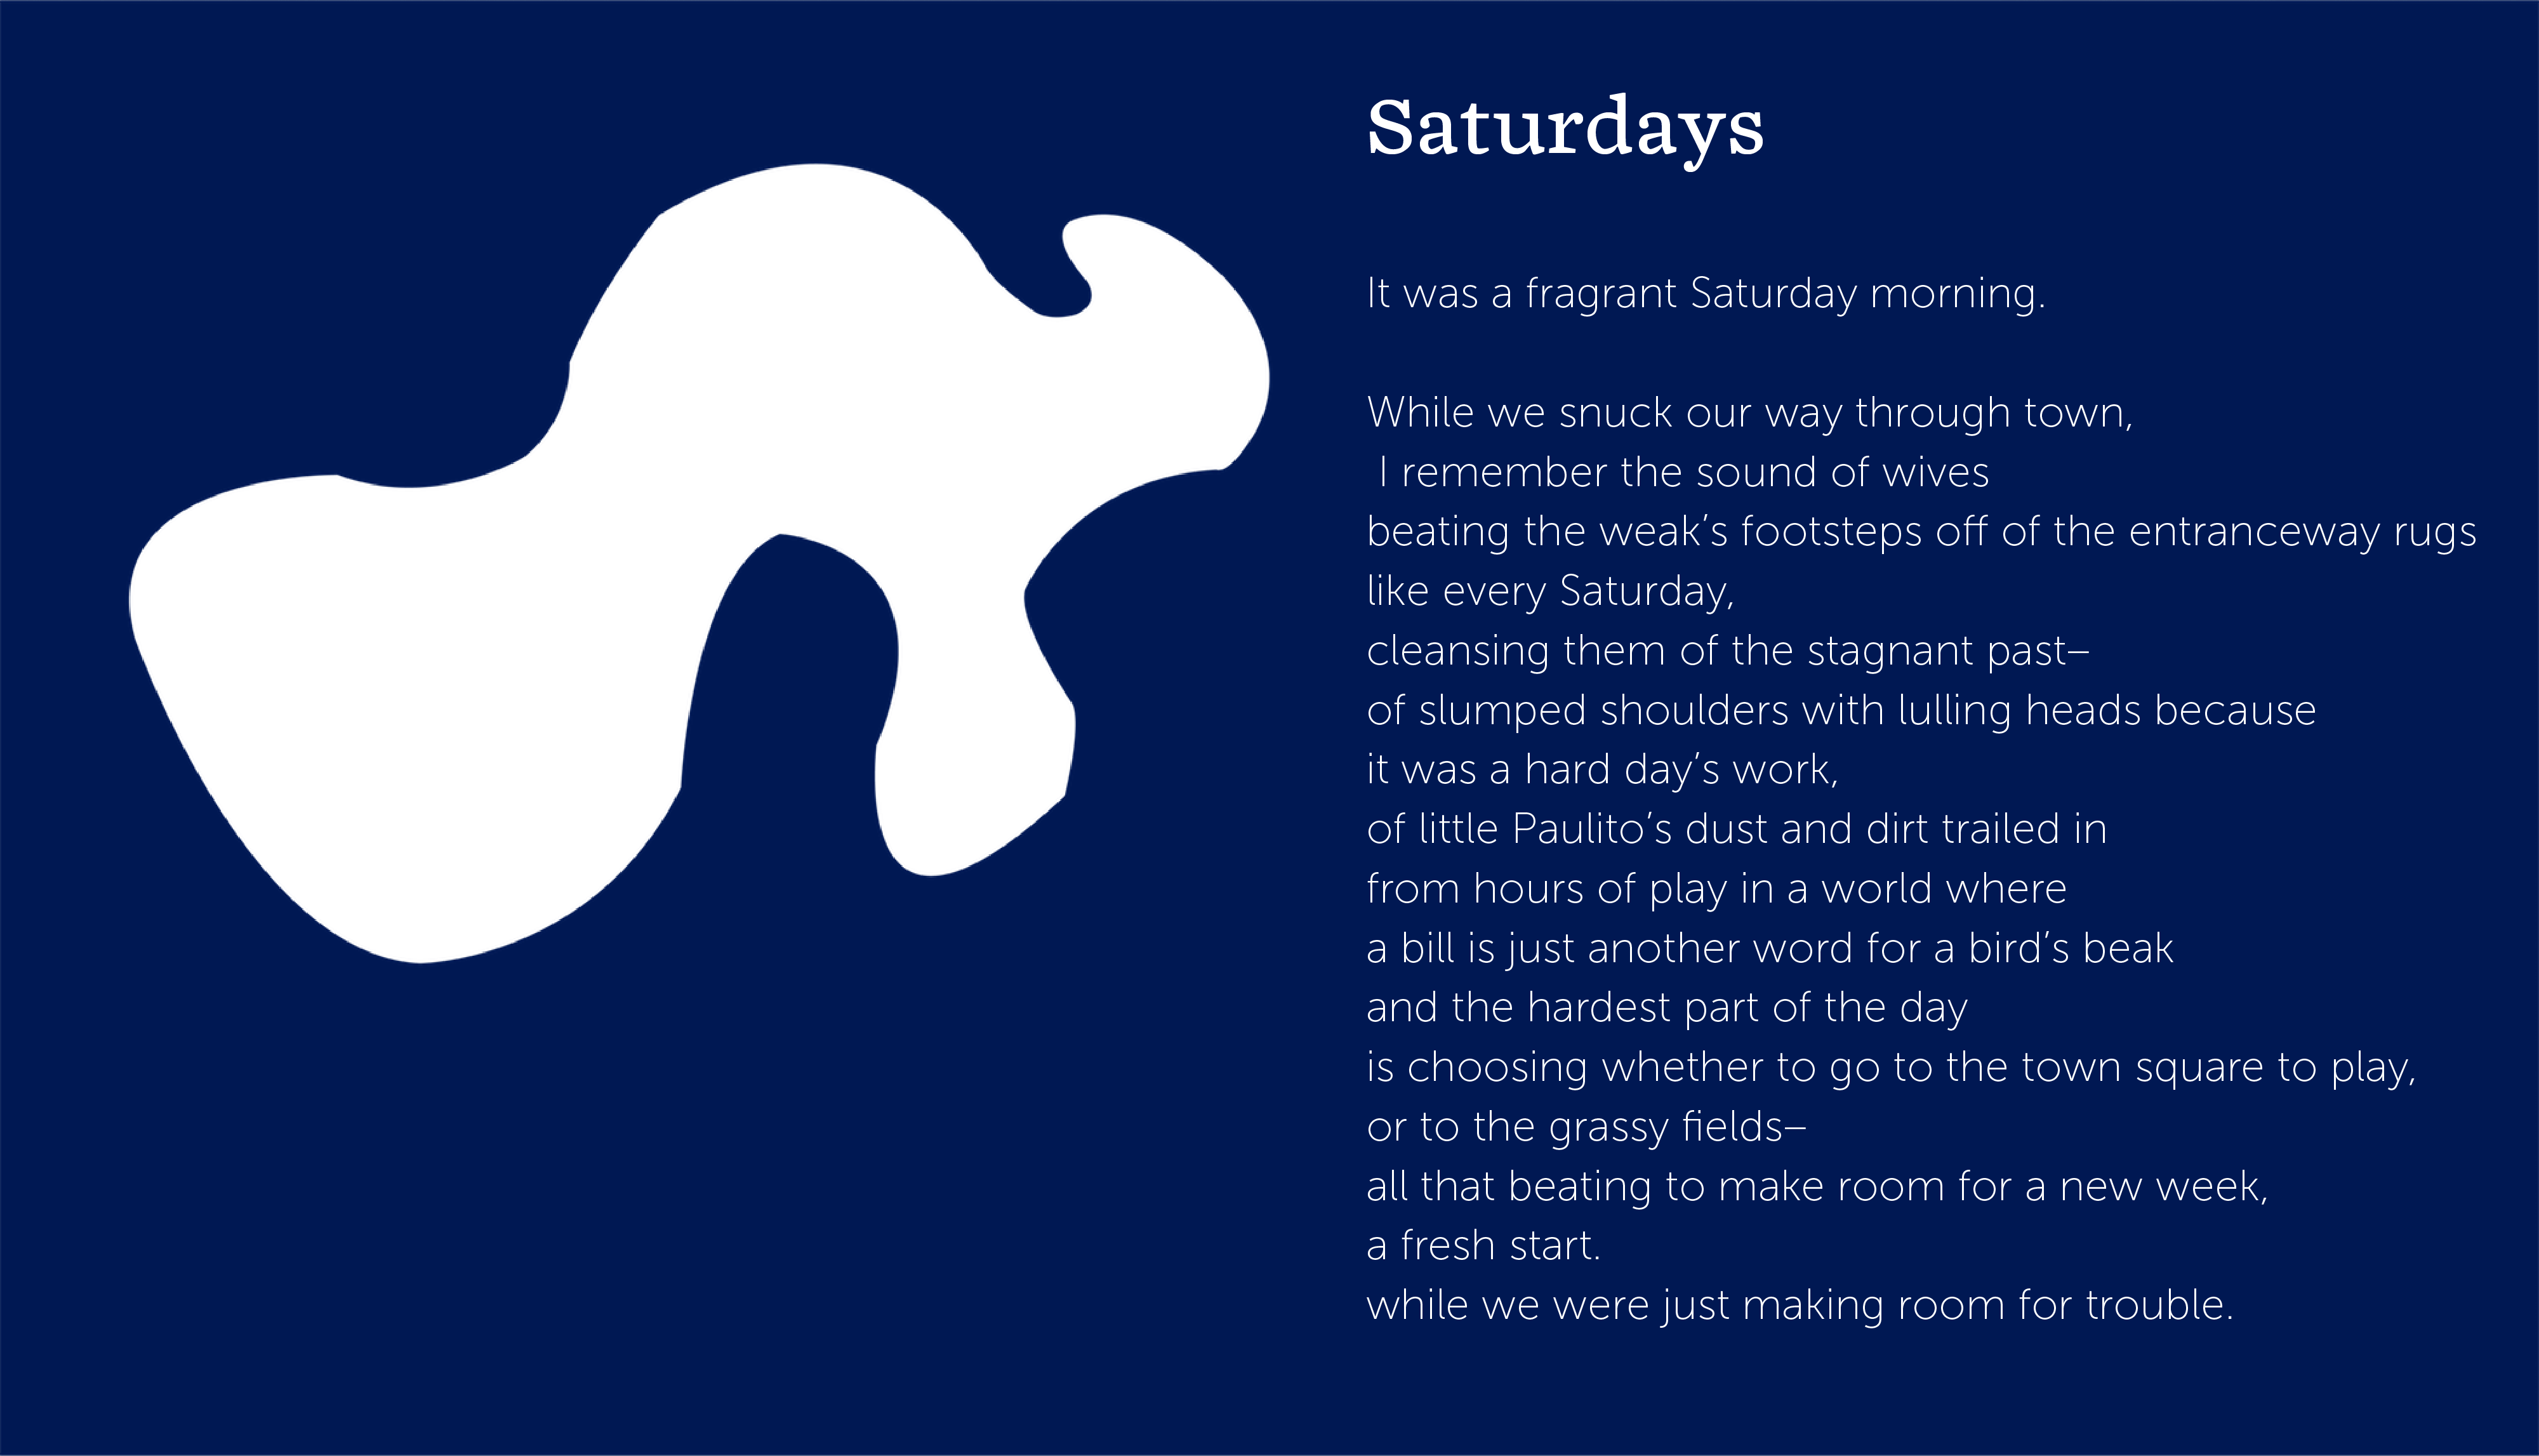 Saturdays
It was a fragrant Saturday morning.
While we snuck our way through town,
I remember the sound of wives
beating the weak’s footsteps off of the entranceway rugs
like every Saturday,
cleansing them of the stagnant past–
of slumped shoulders with lulling heads because
it was a hard day’s work,
of little Paulito’s dust and dirt trailed in
from hours of play in a world where
a bill is just another word for a bird’s beak
and the hardest part of the day
is choosing whether to go to the town square to play,
or to the grassy fields–
all that beating to make room for a new week,
a fresh start.
while we were just making room for trouble.